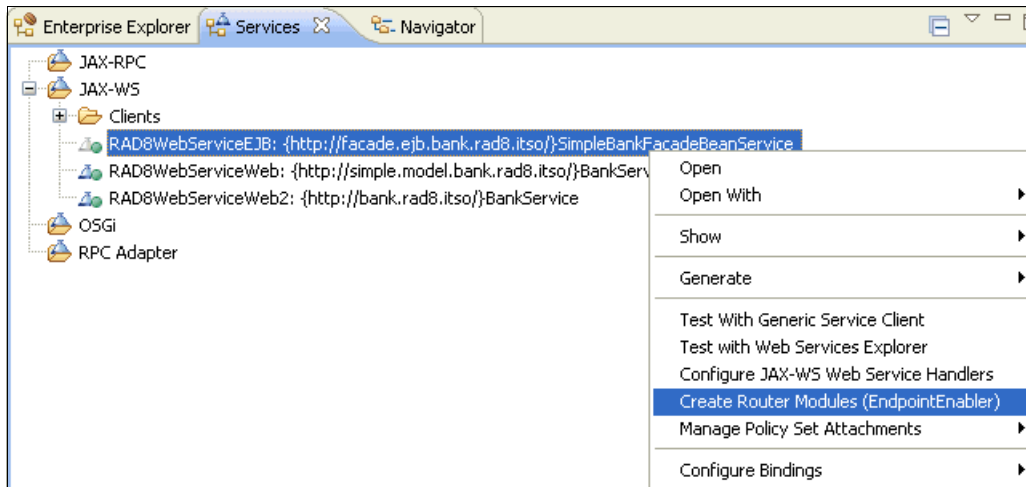 Enterprise Explorer Services Navigator
JAX-RPC
JAX-WS
Clients
RAD8WebServiceEJB: {http://facade.ejb.bank.rad8.itso/}SimpleBankFacadeBeanService
RAD8WebServiceWeb: {http://simple.model.bank.rad8.itso/}BankServ
RAD8WebServiceWeb2: {http://bank.rad8.itso/}BankService
OSGi
RPC Adapter
Open
Open With
Show
Generate
Test With Generic Service Client
Test with Web Services Explorer
Configure JAX-WS Web Service Handlers
Create Router Modules (EndpointEnabler)
Manage Policy Set Attachments
Configure Bindings